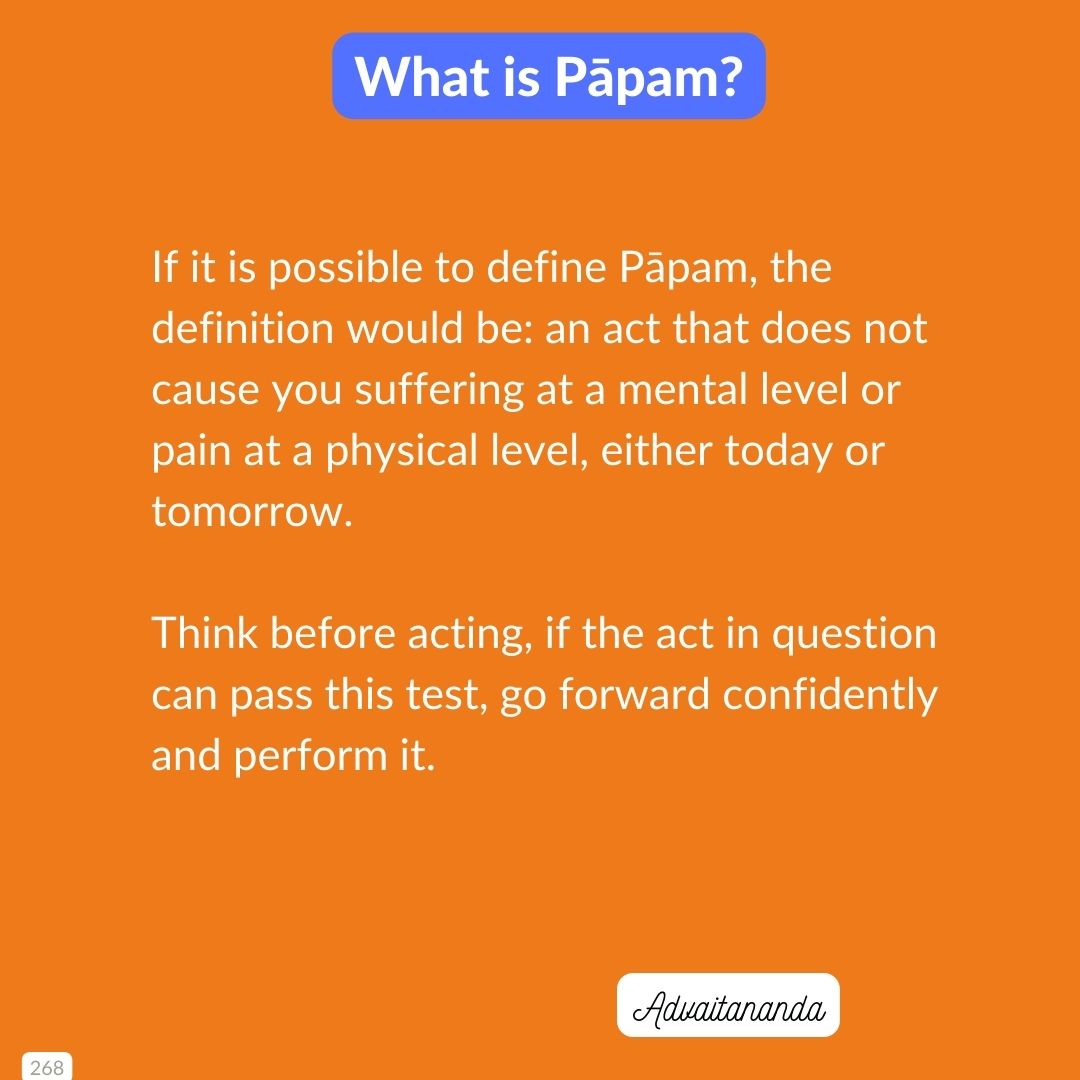 What is Pāpam?
If it is possible to define Pāpam, the
definition would be: an act that does not
cause you suffering at a mental level or
pain at a physical level, either today or
tomorrow.
Think before acting, if the act in question
can pass this test, go forward confidently
and perform it.
Advaitananda
268